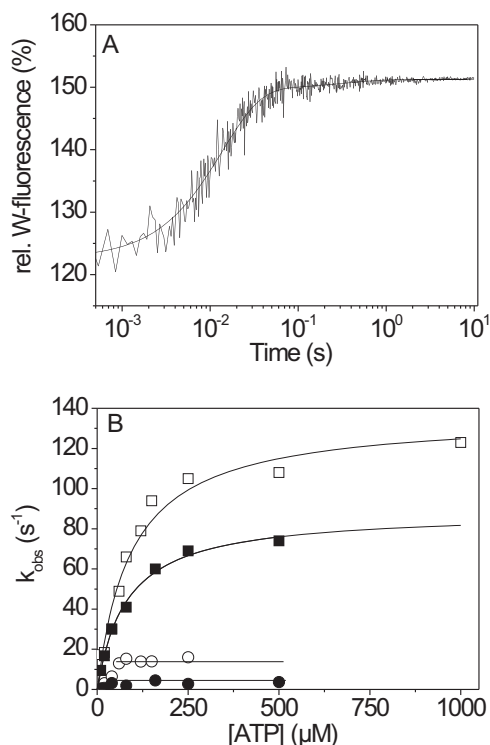 A
rel. W-fluorescence (%)
150
140
130
120
10⁻³ 10⁻² 10⁻¹ 10⁰ 10¹
Time (s)
B
k_obs (s⁻¹)
140
120
100
80
60
40
20
0
0 250 500 750 1000
[ATP] (µM)